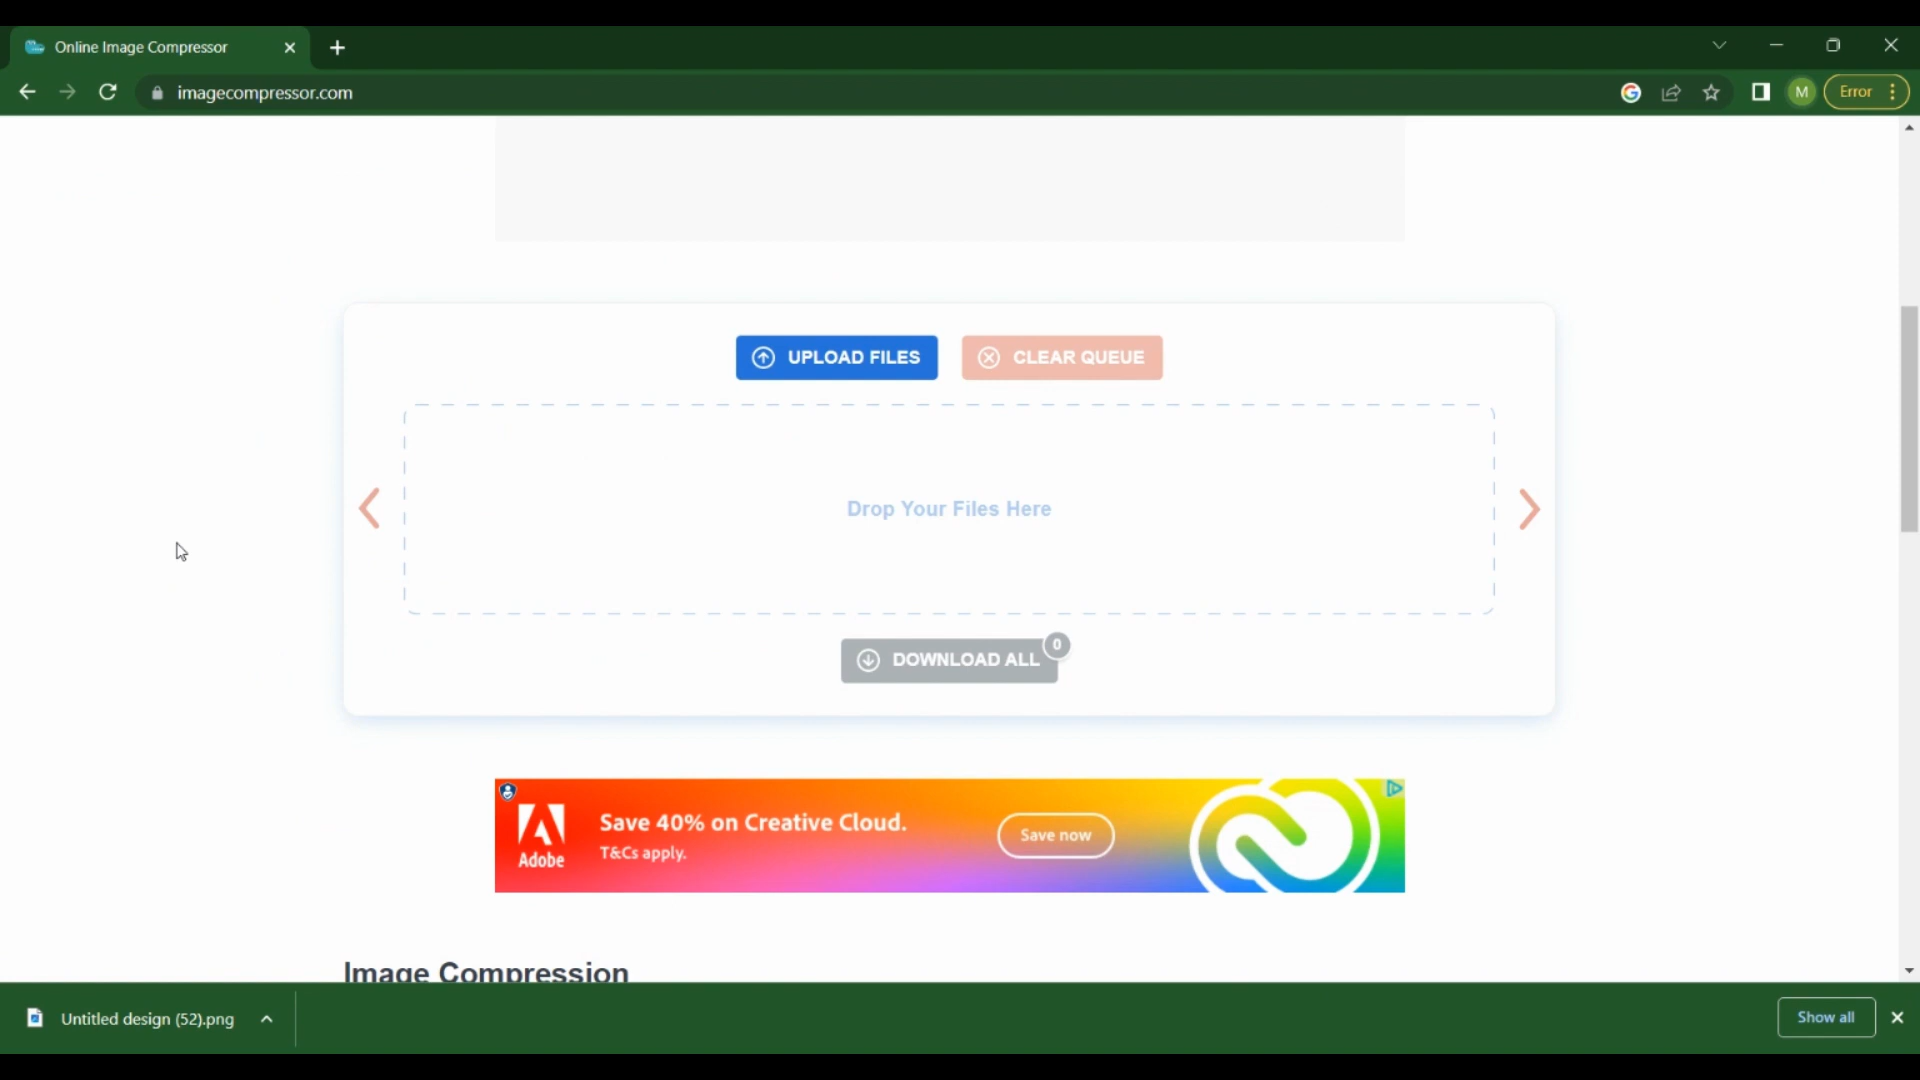 Online Image Compressor
imagecompressor.com
M
Error
UPLOAD FILES
CLEAR QUEUE
Drop Your Files Here
DOWNLOAD ALL
0
Save 40% on Creative Cloud.
T&Cs apply.
Save now
Adobe
Image Compression
Untitled design (52).png
Show all